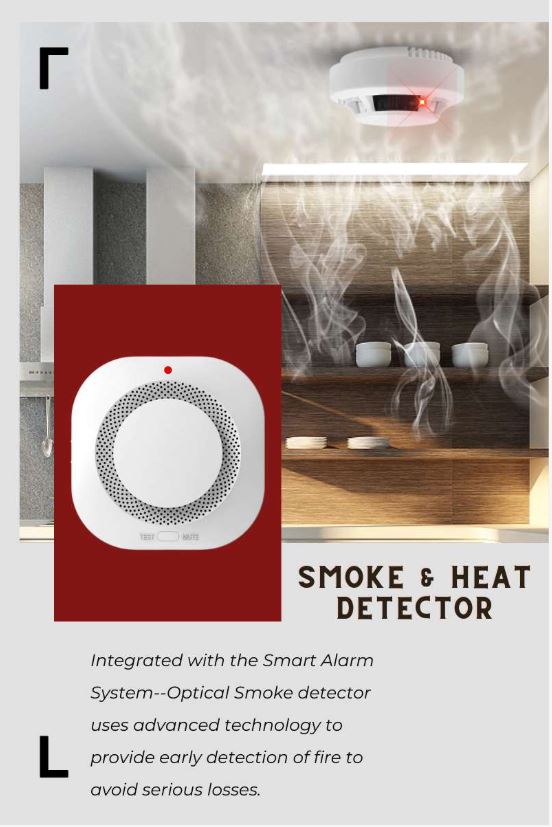 TEST MUTE
SMOKE & HEAT
DETECTOR
Integrated with the Smart Alarm
System--Optical Smoke detector
uses advanced technology to
provide early detection of fire to
avoid serious losses.